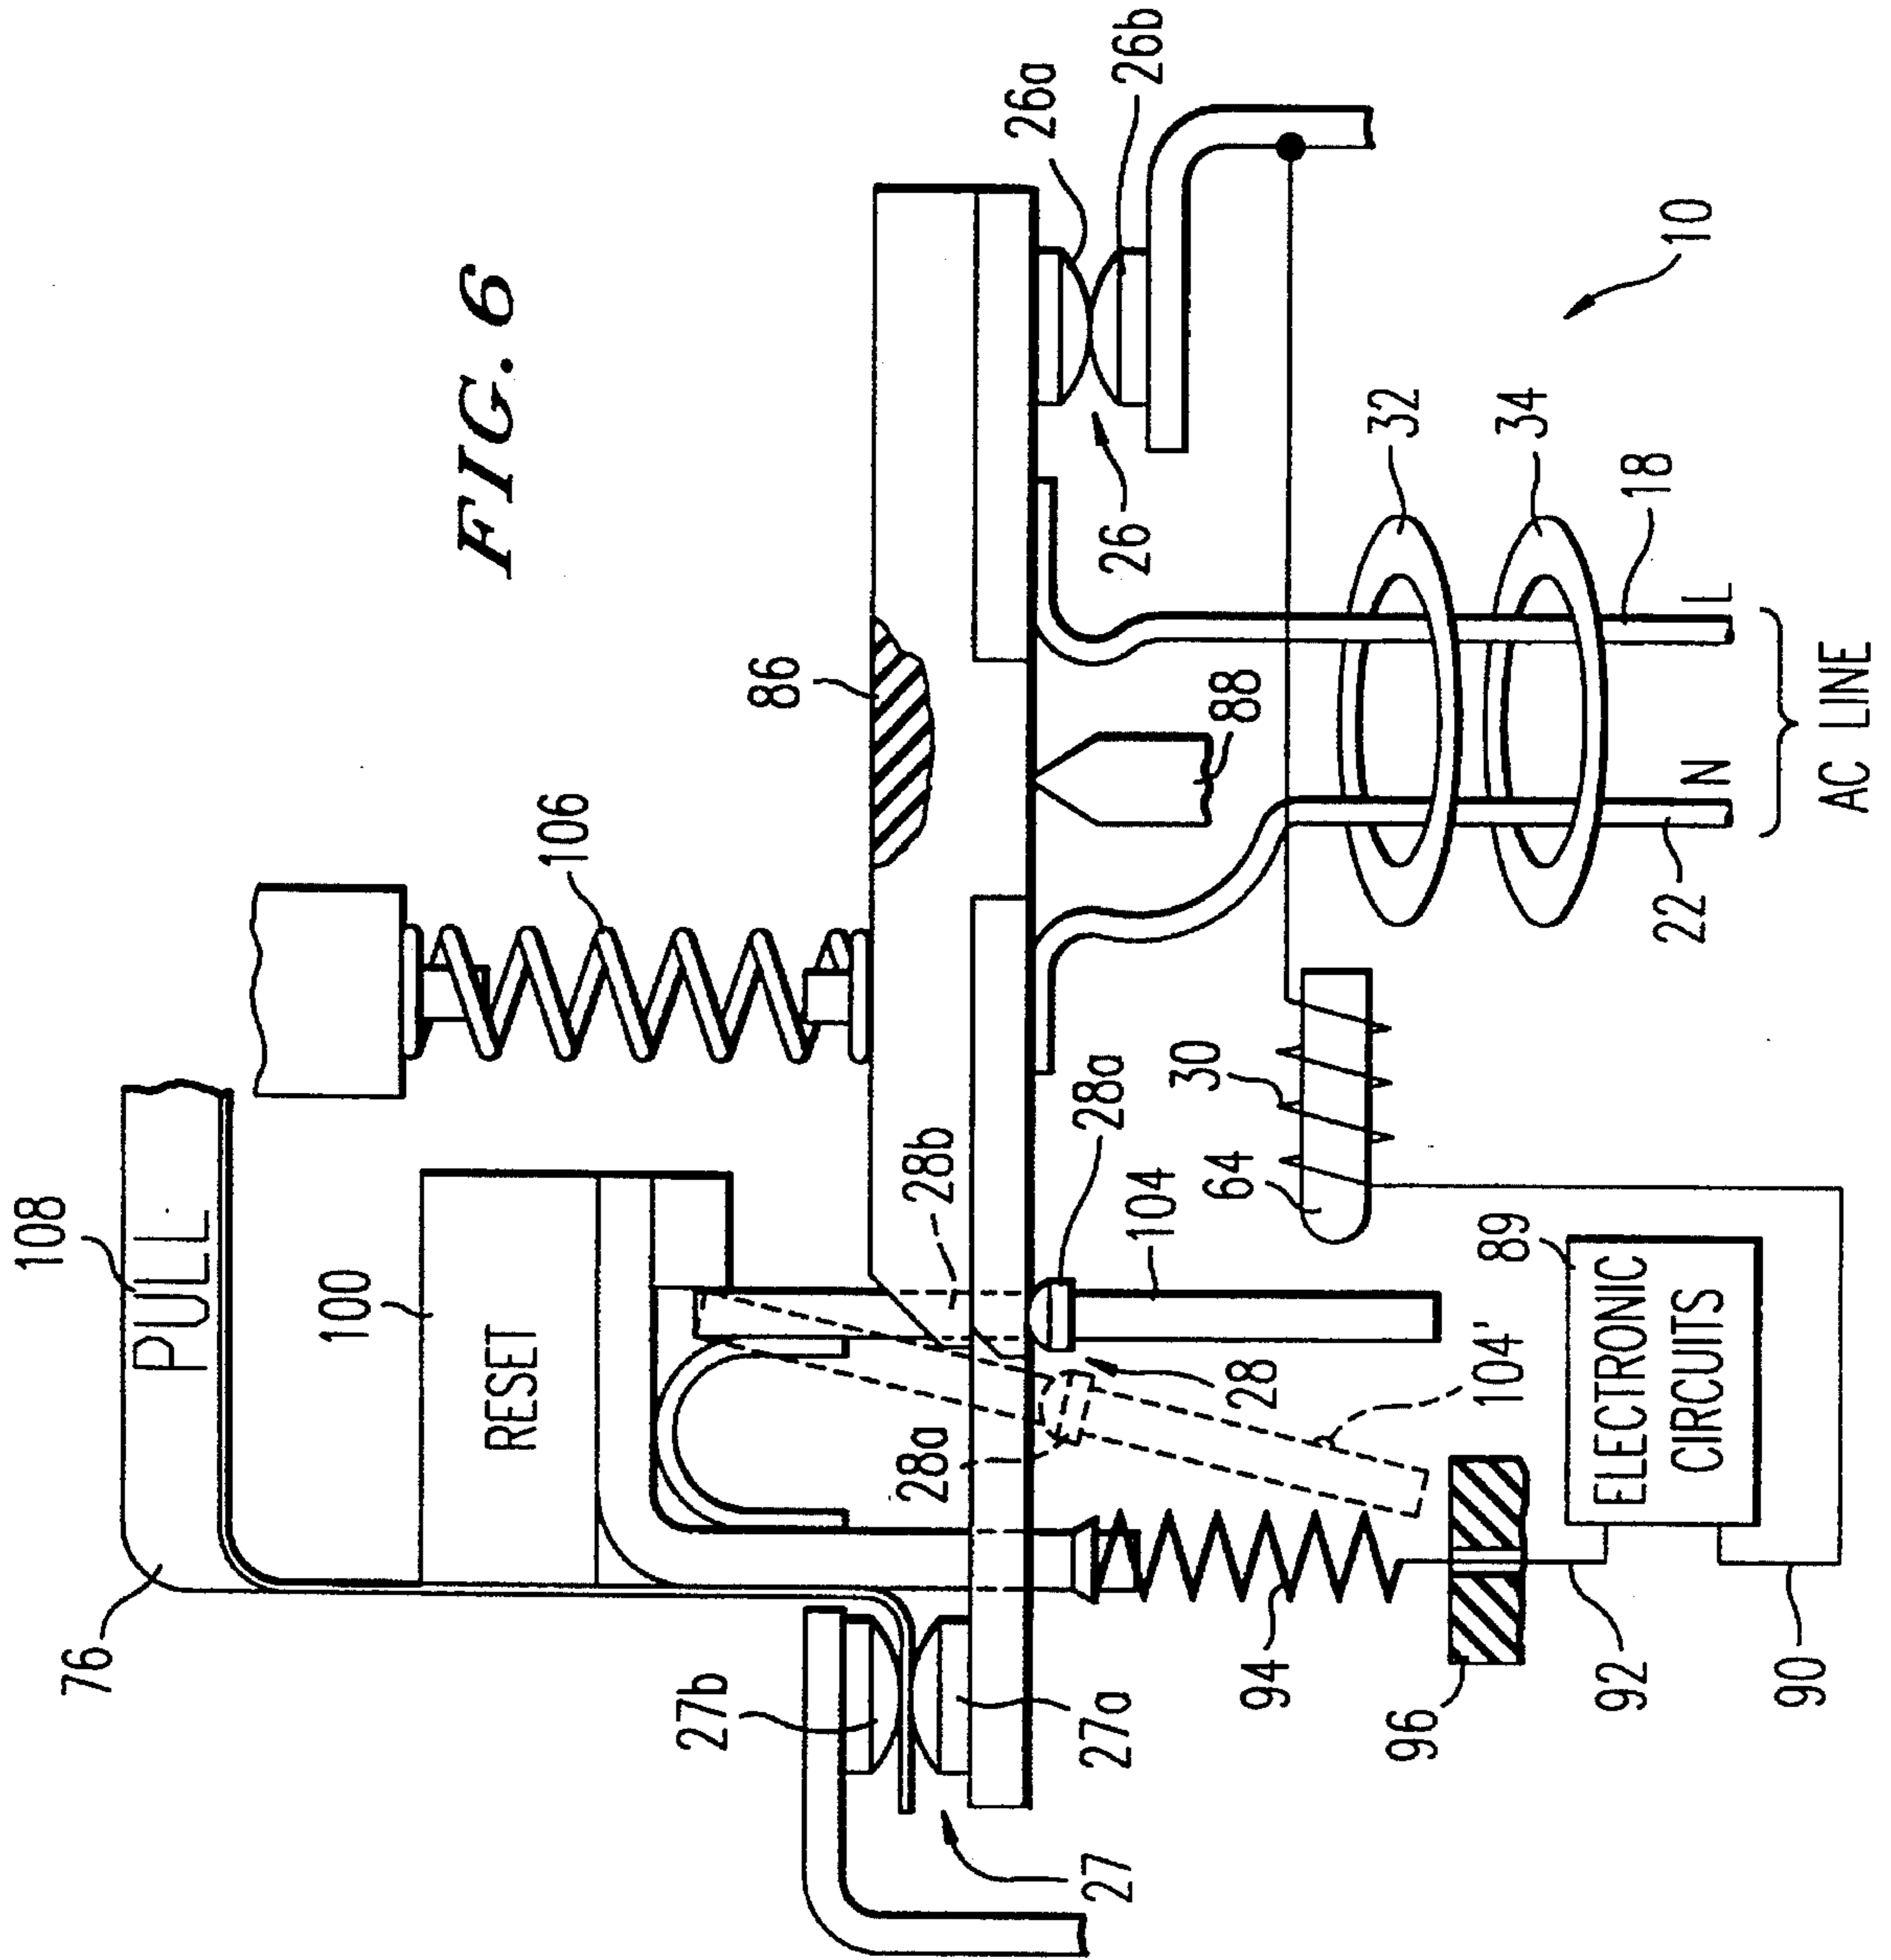 FIG. 6
108
PULL
76
100
RESET
106
86
26a
26b
26
10
27b
27a
27
28b
28a
28a
104
28
104'
88
64
30
32
34
18
22
N
L
AC LINE
94
96
92
90
89
ELECTRONIC
CIRCUITS